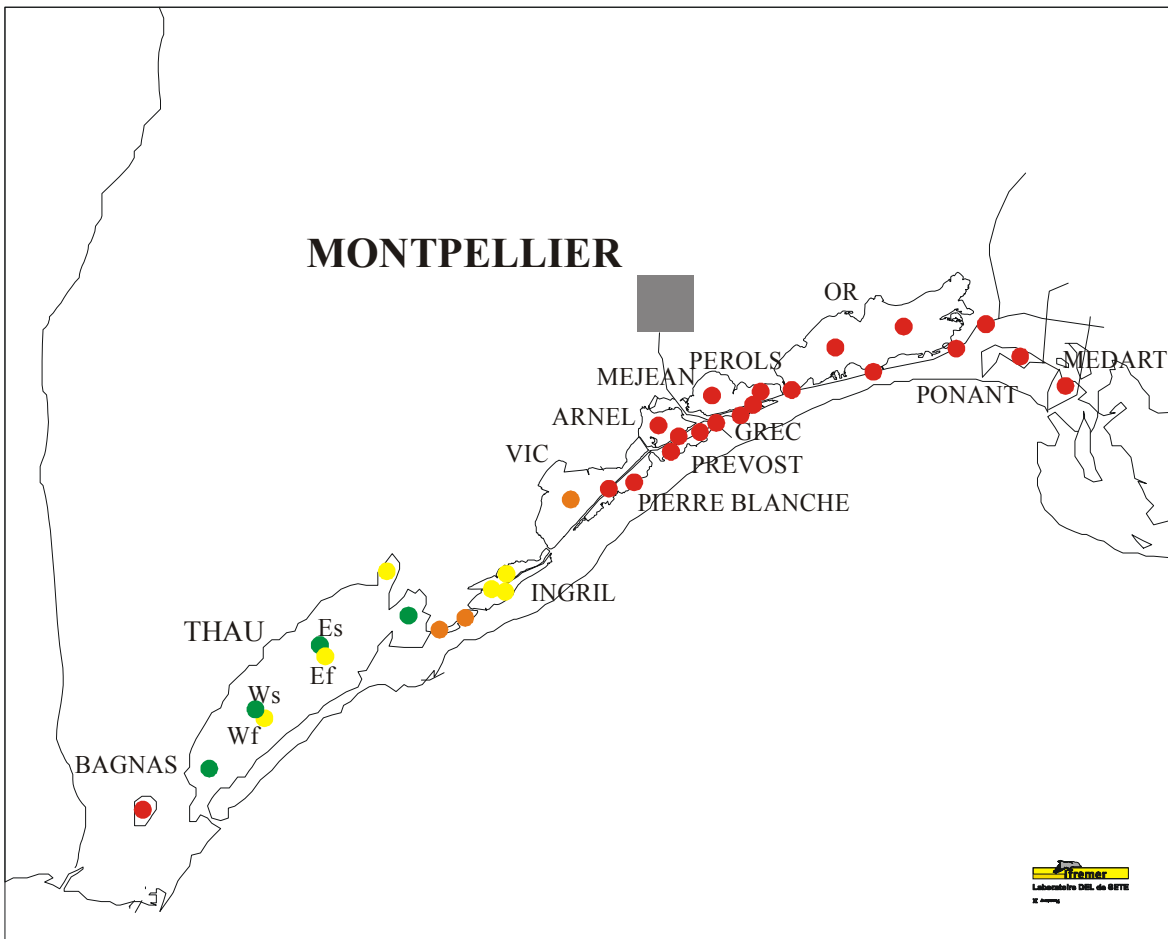 MONTPELLIER
OR
PEROLS
MEJEAN
MEDART
PONANT
ARNEL
GREC
VIC
PREVOST
PIERRE BLANCHE
INGRIL
THAU
Es
Ef
Ws
Wf
BAGNAS
Ifremer
Laboratoire DEL de SETE